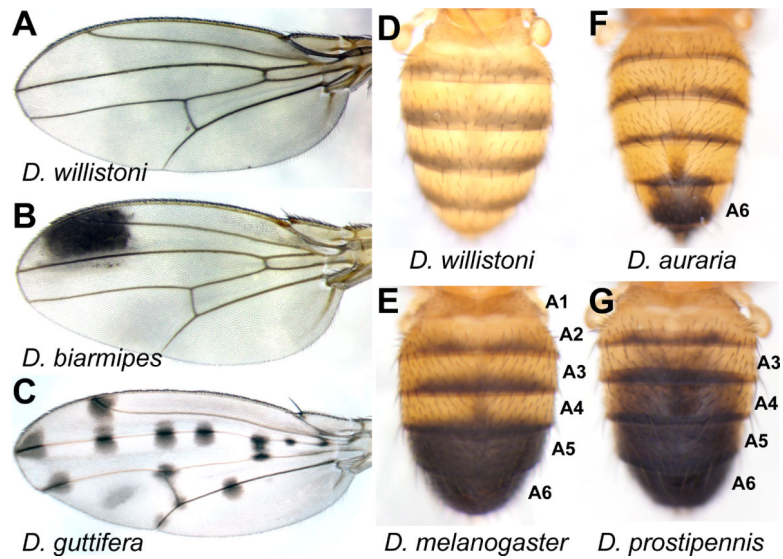 A
D. willistoni
B
D. biarmipes
C
D. guttifera
D
D. willistoni
F
A6
D. auraria
E
A1
A2
A3
A4
A5
A6
D. melanogaster
G
A3
A4
A5
A6
D. prostipennis